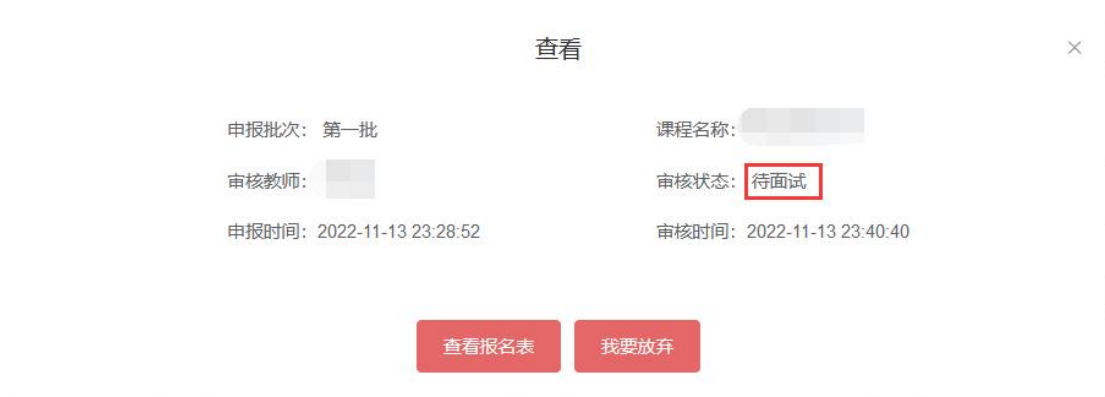 查看
申报批次： 第一批 课程名称：
审核教师： 审核状态： 待面试
申报时间：2022-11-13 23:28:52 审核时间：2022-11-13 23:40:40
查看报名表 我要放弃